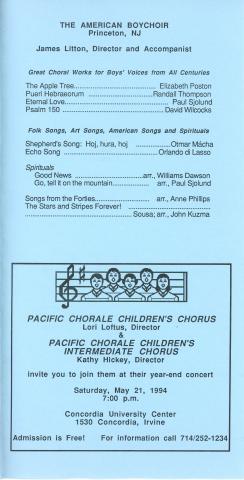 THE AMERICAN BOYCHOIR
Princeton, NJ
James Litton, Director and Accompanist
Great Choral Works for Boys' Voices from All Centuries
The Apple Tree.............................. Elizabeth Poston
Pueri Hebraeorum ........................Randall Thompson
Eternal Love....................................... Paul Sjolund
Psalm 150 ..................................... David Wilcocks
Folk Songs, Art Songs, American Songs and Spirituals
Shepherd's Song: Hoj, hura, hoj ................Otmar Mácha
Echo Song ....................................Orlando di Lasso
Spirituals
Good News ...........................arr., Williams Dawson
Go, tell it on the mountain................. arr., Paul Sjolund
Songs from the Forties...................... arr., Anne Phillips
The Stars and Stripes Forever! ..............................
.......................................Sousa; arr., John Kuzma
PACIFIC CHORALE CHILDREN'S CHORUS
Lori Loftus, Director
&
PACIFIC CHORALE CHILDREN'S
INTERMEDIATE CHORUS
Kathy Hickey, Director
invite you to join them at their year-end concert
Saturday, May 21, 1994
7:00 p.m.
Concordia University Center
1530 Concordia, Irvine
Admission is Free! For information call 714/252-1234